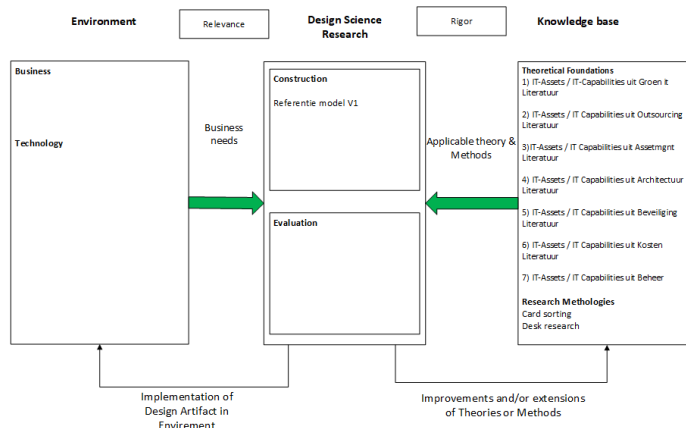 Environment
Relevance
Design Science
Research
Rigor
Knowledge base
Business
Technology
Business
needs
Construction
Referentie model V1
Evaluation
Applicable theory &
Methods
Theoretical Foundations
1) IT-Assets / IT-Capabilities uit Groen it
Literatuur
2) IT-Assets / IT Capabilities uit Outsourcing
Literatuur
3)IT-Assets / IT Capabilities uit Assetmgnt
Literatuur
4) IT-Assets / IT Capabilities uit Architectuur
Literatuur
5) IT-Assets / IT Capabilities uit Beveiliging
Literatuur
6) IT-Assets / IT Capabilities uit Kosten
Literatuur
7) IT-Assets / IT Capabilities uit Beheer
Research Methologies
Card sorting
Desk research
Implementation of
Design Artifact in
Envirement
Improvements and/or extensions
of Theories or Methods